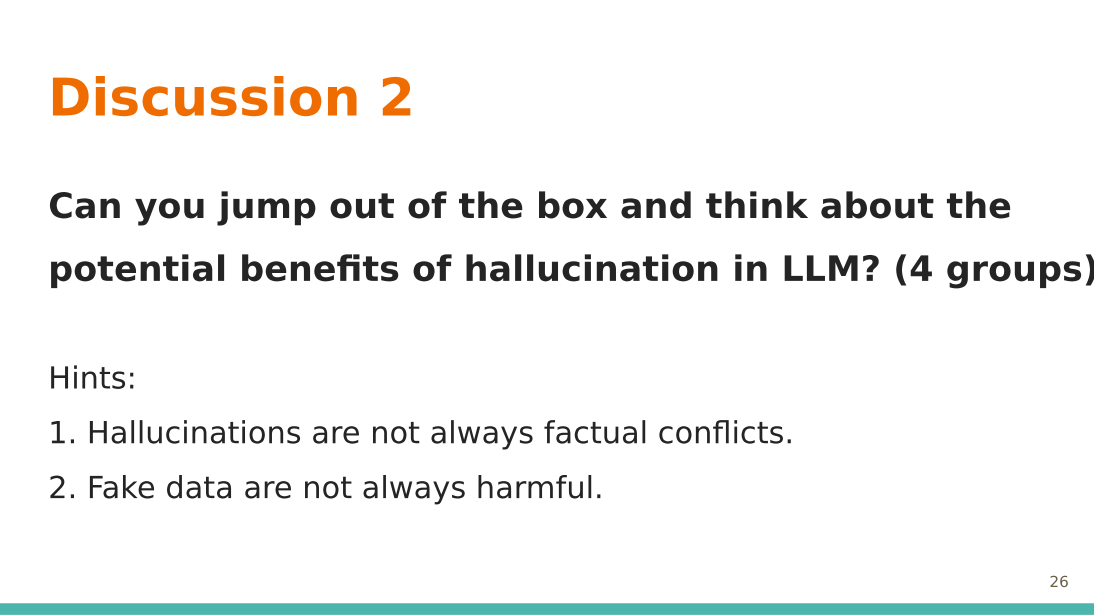 Discussion 2
Can you jump out of the box and think about the
potential benefits of hallucination in LLM? (4 groups)
Hints:
1. Hallucinations are not always factual conflicts.
2. Fake data are not always harmful.
26